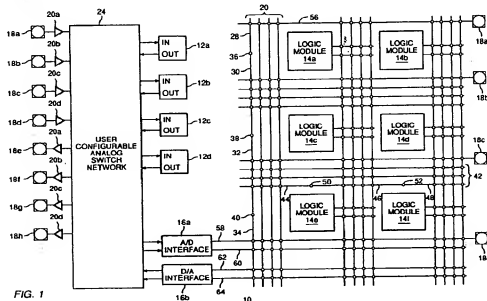 20a 24 20 56
18a 28 18a
20b 12a
18b IN OUT 36 LOGIC MODULE 14a LOGIC MODULE 14b
20c 30
18c 12b 18b
20d IN OUT
18d
20a USER CONFIGURABLE ANALOG SWITCH NETWORK 12c 38 LOGIC MODULE 14c LOGIC MODULE 14d
18e IN OUT
20b 32 18c
18f 12d
20c IN OUT 42
18g 44 50 46 52 48
20d 16a 58 40 LOGIC MODULE 14e LOGIC MODULE 14f
18h A/D INTERFACE 34
60
62
D/A INTERFACE
16b 64
FIG. 1 10